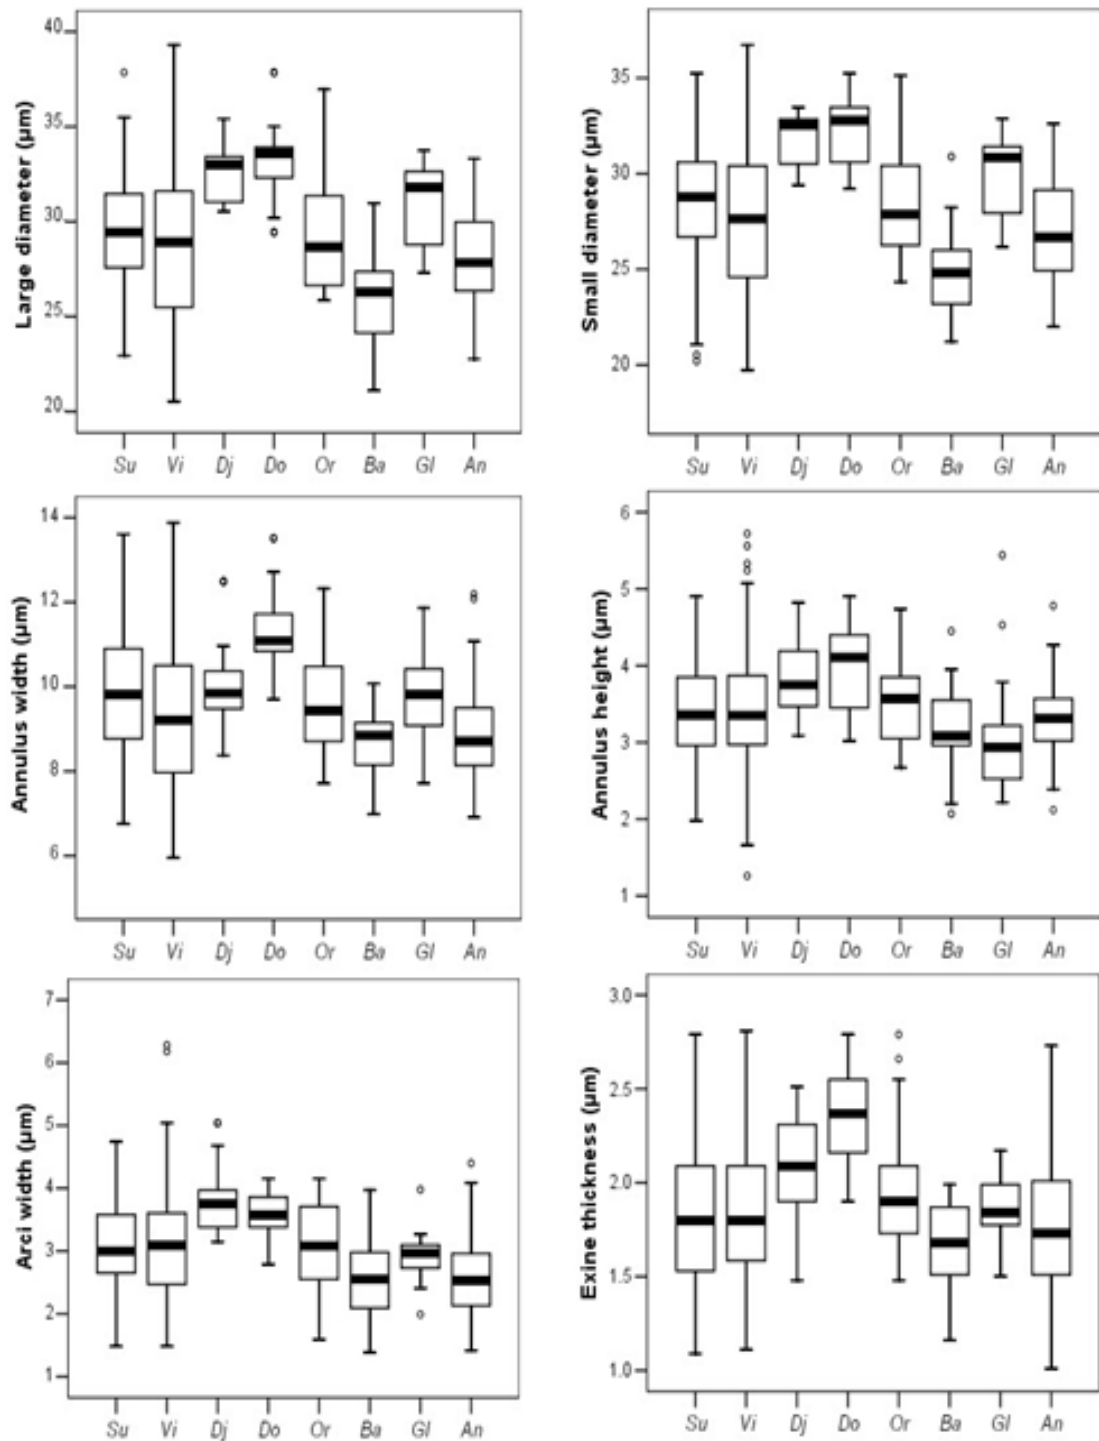 Large diameter (µm)
40
35
30
25
20
Su Vi Dj Do Or Ba Gl An
Small diameter (µm)
35
30
25
20
Su Vi Dj Do Or Ba Gl An
Annulus width (µm)
14
12
10
8
6
Su Vi Dj Do Or Ba Gl An
Annulus height (µm)
6
5
4
3
2
1
Su Vi Dj Do Or Ba Gl An
Arci width (µm)
7
6
5
4
3
2
1
Su Vi Dj Do Or Ba Gl An
Exine thickness (µm)
3.0
2.5
2.0
1.5
1.0
Su Vi Dj Do Or Ba Gl An